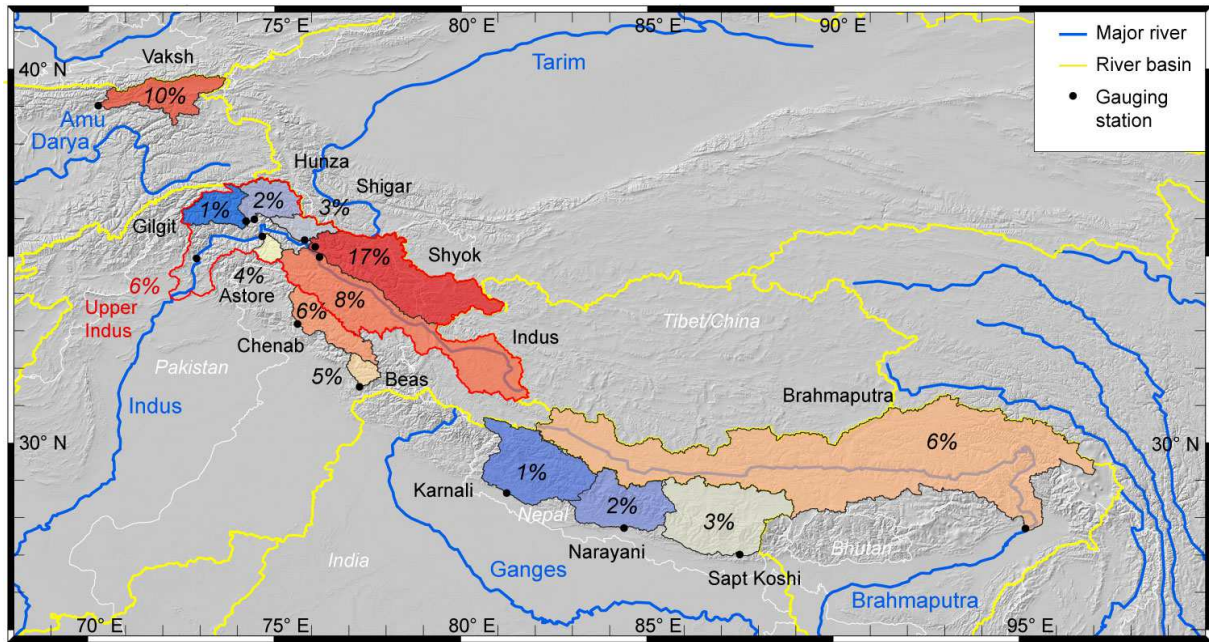 75° E
80° E
85° E
90° E
Major river
River basin
Gauging
station
Vaksh
40° N
10%
Tarim
Amu
Darya
Hunza
Shigar
1%
2%
3%
Gilgit
17%
Shyok
6%
4%
Astore
8%
Upper
Indus
6%
Indus
Chenab
Tibet/China
Pakistan
5%
Beas
Brahmaputra
Indus
30° N
6%
30° N
1%
Karnali
2%
Nepal
3%
Narayani
Bhutan
India
Ganges
Sapt Koshi
Brahmaputra
70° E
75° E
80° E
85° E
90° E
95° E